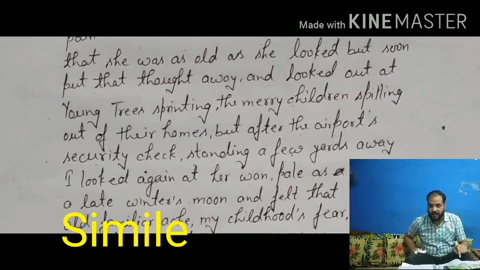 Made with KINEMASTER
pain
that she was as old as she looked but soon
put that thought away, and looked out at
Young Trees sprinting, the merry children spilling
out of their homes, but after the airport's
security check, standing a few yards away
I looked again at her wan, pale as a
a late winter's moon and felt that
my childhood's fear,
Simile